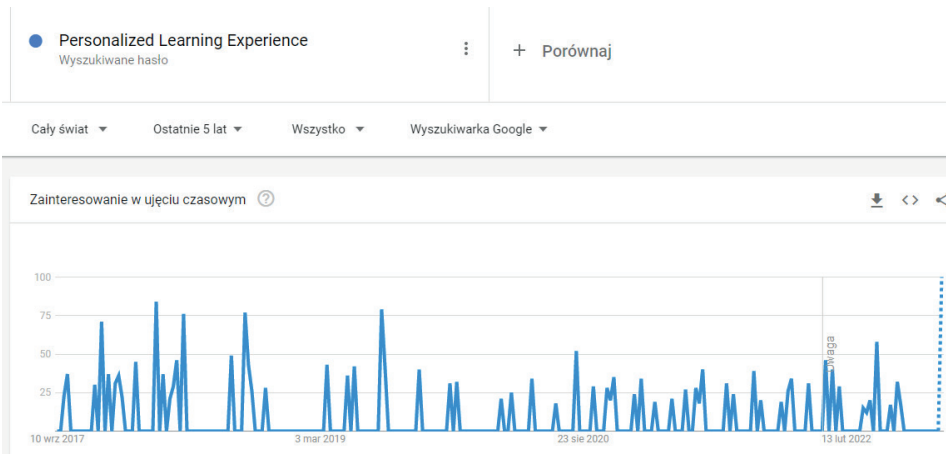 Personalized Learning Experience
Wyszukiwane hasło
+ Porównaj
Cały świat Ostatnie 5 lat Wszystko Wyszukiwarka Google
Zainteresowanie w ujęciu czasowym
100
75
50
25
Uwaga
10 wrz 2017 3 mar 2019 23 sie 2020 13 lut 2022